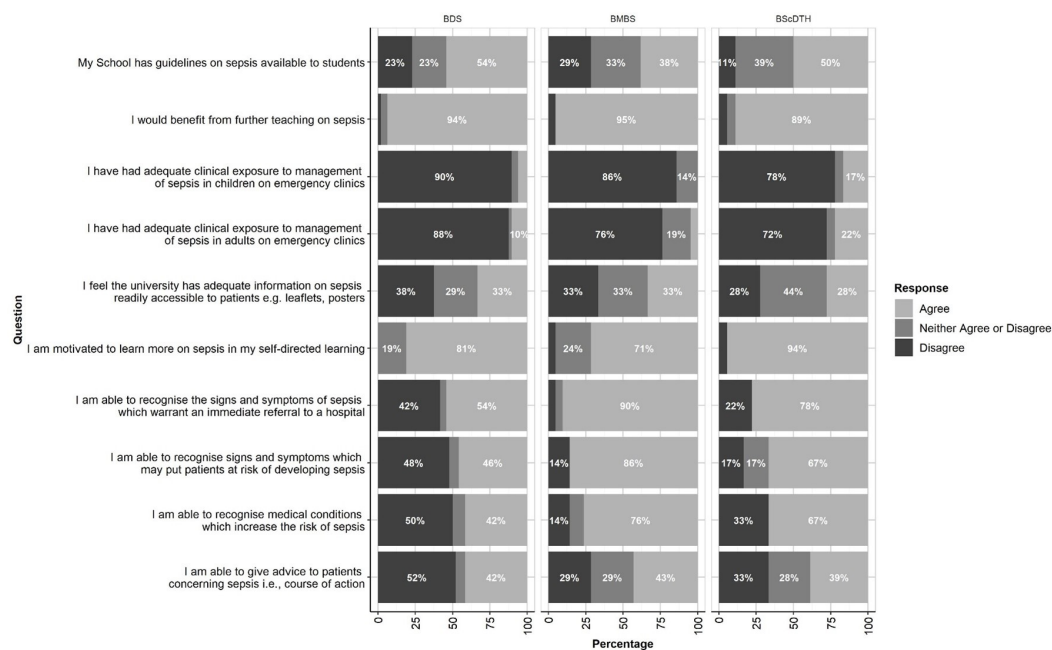 BDS BMBS BScDTH
My School has guidelines on sepsis available to students 23% 23% 54% 29% 33% 38% 11% 39% 50%
I would benefit from further teaching on sepsis 94% 95% 89%
I have had adequate clinical exposure to management
of sepsis in children on emergency clinics
90% 86% 14% 78% 17%
I have had adequate clinical exposure to management
of sepsis in adults on emergency clinics
88% 10% 76% 19% 72% 22%
I feel the university has adequate information on sepsis
readily accessible to patients e.g. leaflets, posters
38% 29% 33% 33% 33% 33% 28% 44% 28%
I am motivated to learn more on sepsis in my self-directed learning 19% 81% 24% 71% 94%
I am able to recognise the signs and symptoms of sepsis
which warrant an immediate referral to a hospital
42% 54% 90% 22% 78%
I am able to recognise signs and symptoms which
may put patients at risk of developing sepsis
48% 46% 14% 86% 17% 17% 67%
I am able to recognise medical conditions
which increase the risk of sepsis
50% 42% 14% 76% 33% 67%
I am able to give advice to patients
concerning sepsis i.e., course of action
52% 42% 29% 29% 43% 33% 28% 39%
0 25 50 75 100 0 25 50 75 100 0 25 50 75 100
Percentage
Question
Response
Agree
Neither Agree or Disagree
Disagree